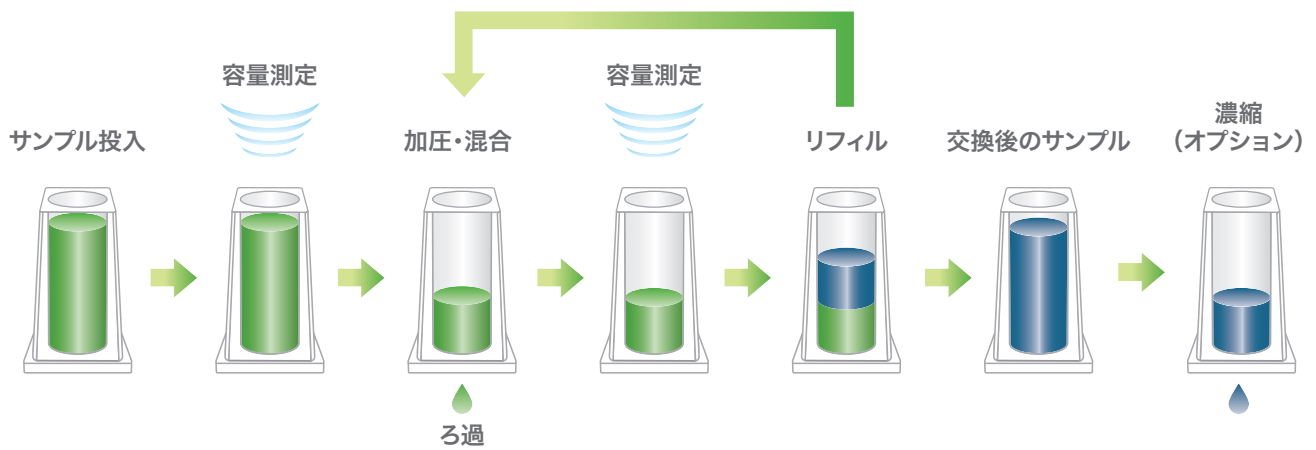 サンプル投入
容量測定
加圧・混合
ろ過
容量測定
リフィル
交換後のサンプル
濃縮
（オプション）